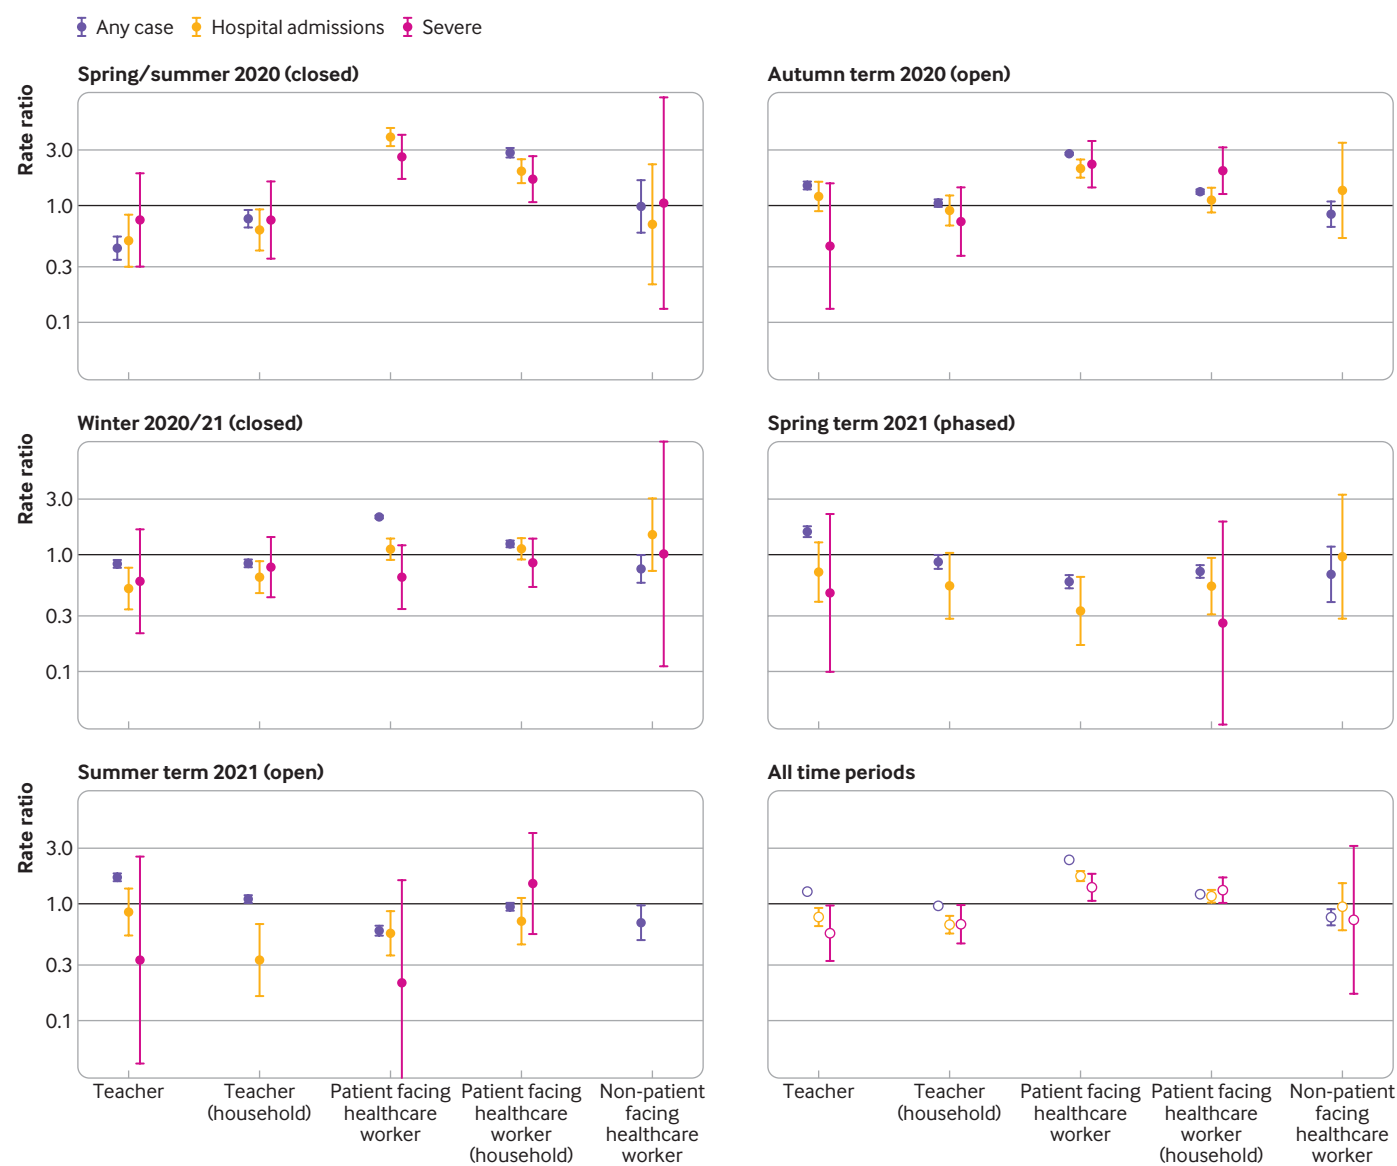 Any case Hospital admissions Severe
Spring/summer 2020 (closed)
Rate ratio
3.0
1.0
0.3
0.1
Autumn term 2020 (open)
Winter 2020/21 (closed)
Rate ratio
3.0
1.0
0.3
0.1
Spring term 2021 (phased)
Summer term 2021 (open)
Rate ratio
3.0
1.0
0.3
0.1
Teacher
Teacher
(household)
Patient facing
healthcare
worker
Patient facing
healthcare
worker
(household)
Non-patient
facing
healthcare
worker
All time periods
Teacher
Teacher
(household)
Patient facing
healthcare
worker
Patient facing
healthcare
worker
(household)
Non-patient
facing
healthcare
worker